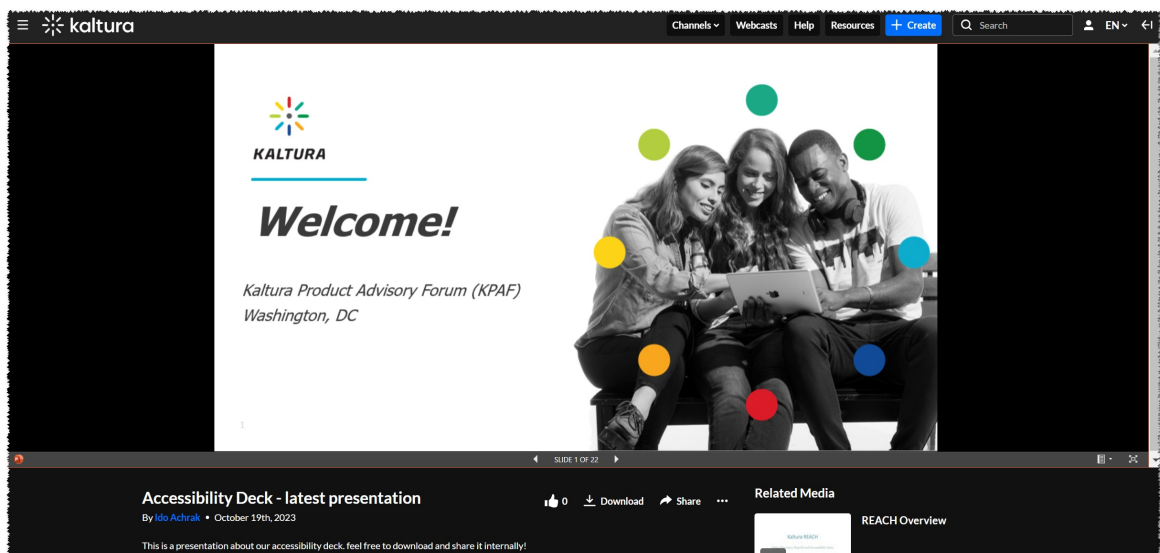 kaltura
Channels
Webcasts
Help
Resources
+ Create
Search
EN
KALTURA
Welcome!
Kaltura Product Advisory Forum (KPAF)
Washington, DC
1
SLIDE 1 OF 22
Accessibility Deck - latest presentation
0
Download
Share
By Ido Achrak • October 19th, 2023
This is a presentation about our accessibility deck. feel free to download and share it internally!
Related Media
Kaltura REACH
REACH Overview